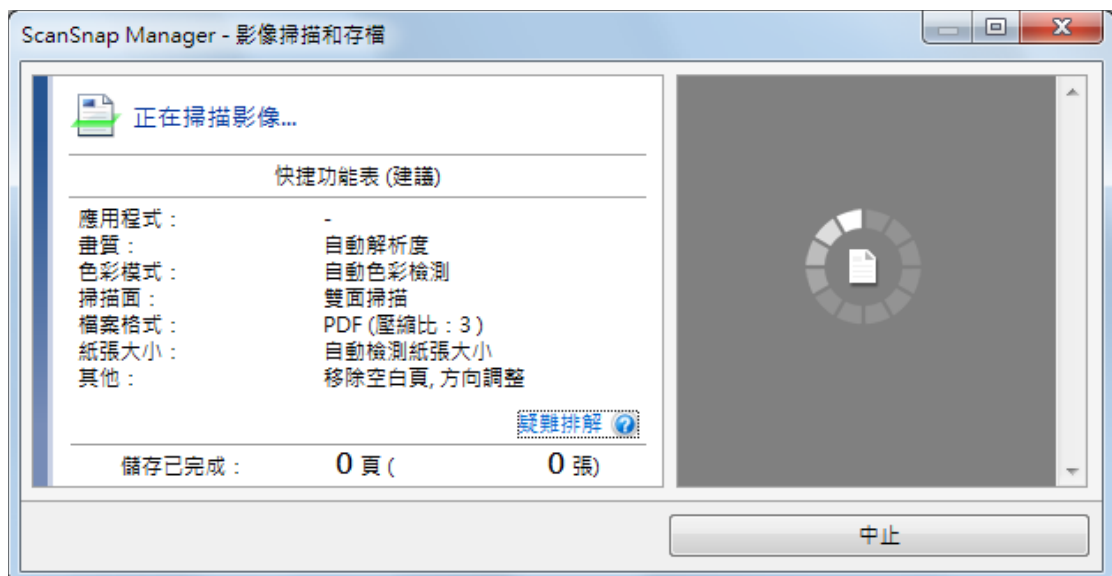 ScanSnap Manager - 影像掃描和存檔
正在掃描影像...
快捷功能表 (建議)
應用程式： -
畫質： 自動解析度
色彩模式： 自動色彩檢測
掃描面： 雙面掃描
檔案格式： PDF (壓縮比：3 )
紙張大小： 自動檢測紙張大小
其他： 移除空白頁, 方向調整
疑難排解
儲存已完成： 0 頁 ( 0 張)
中止